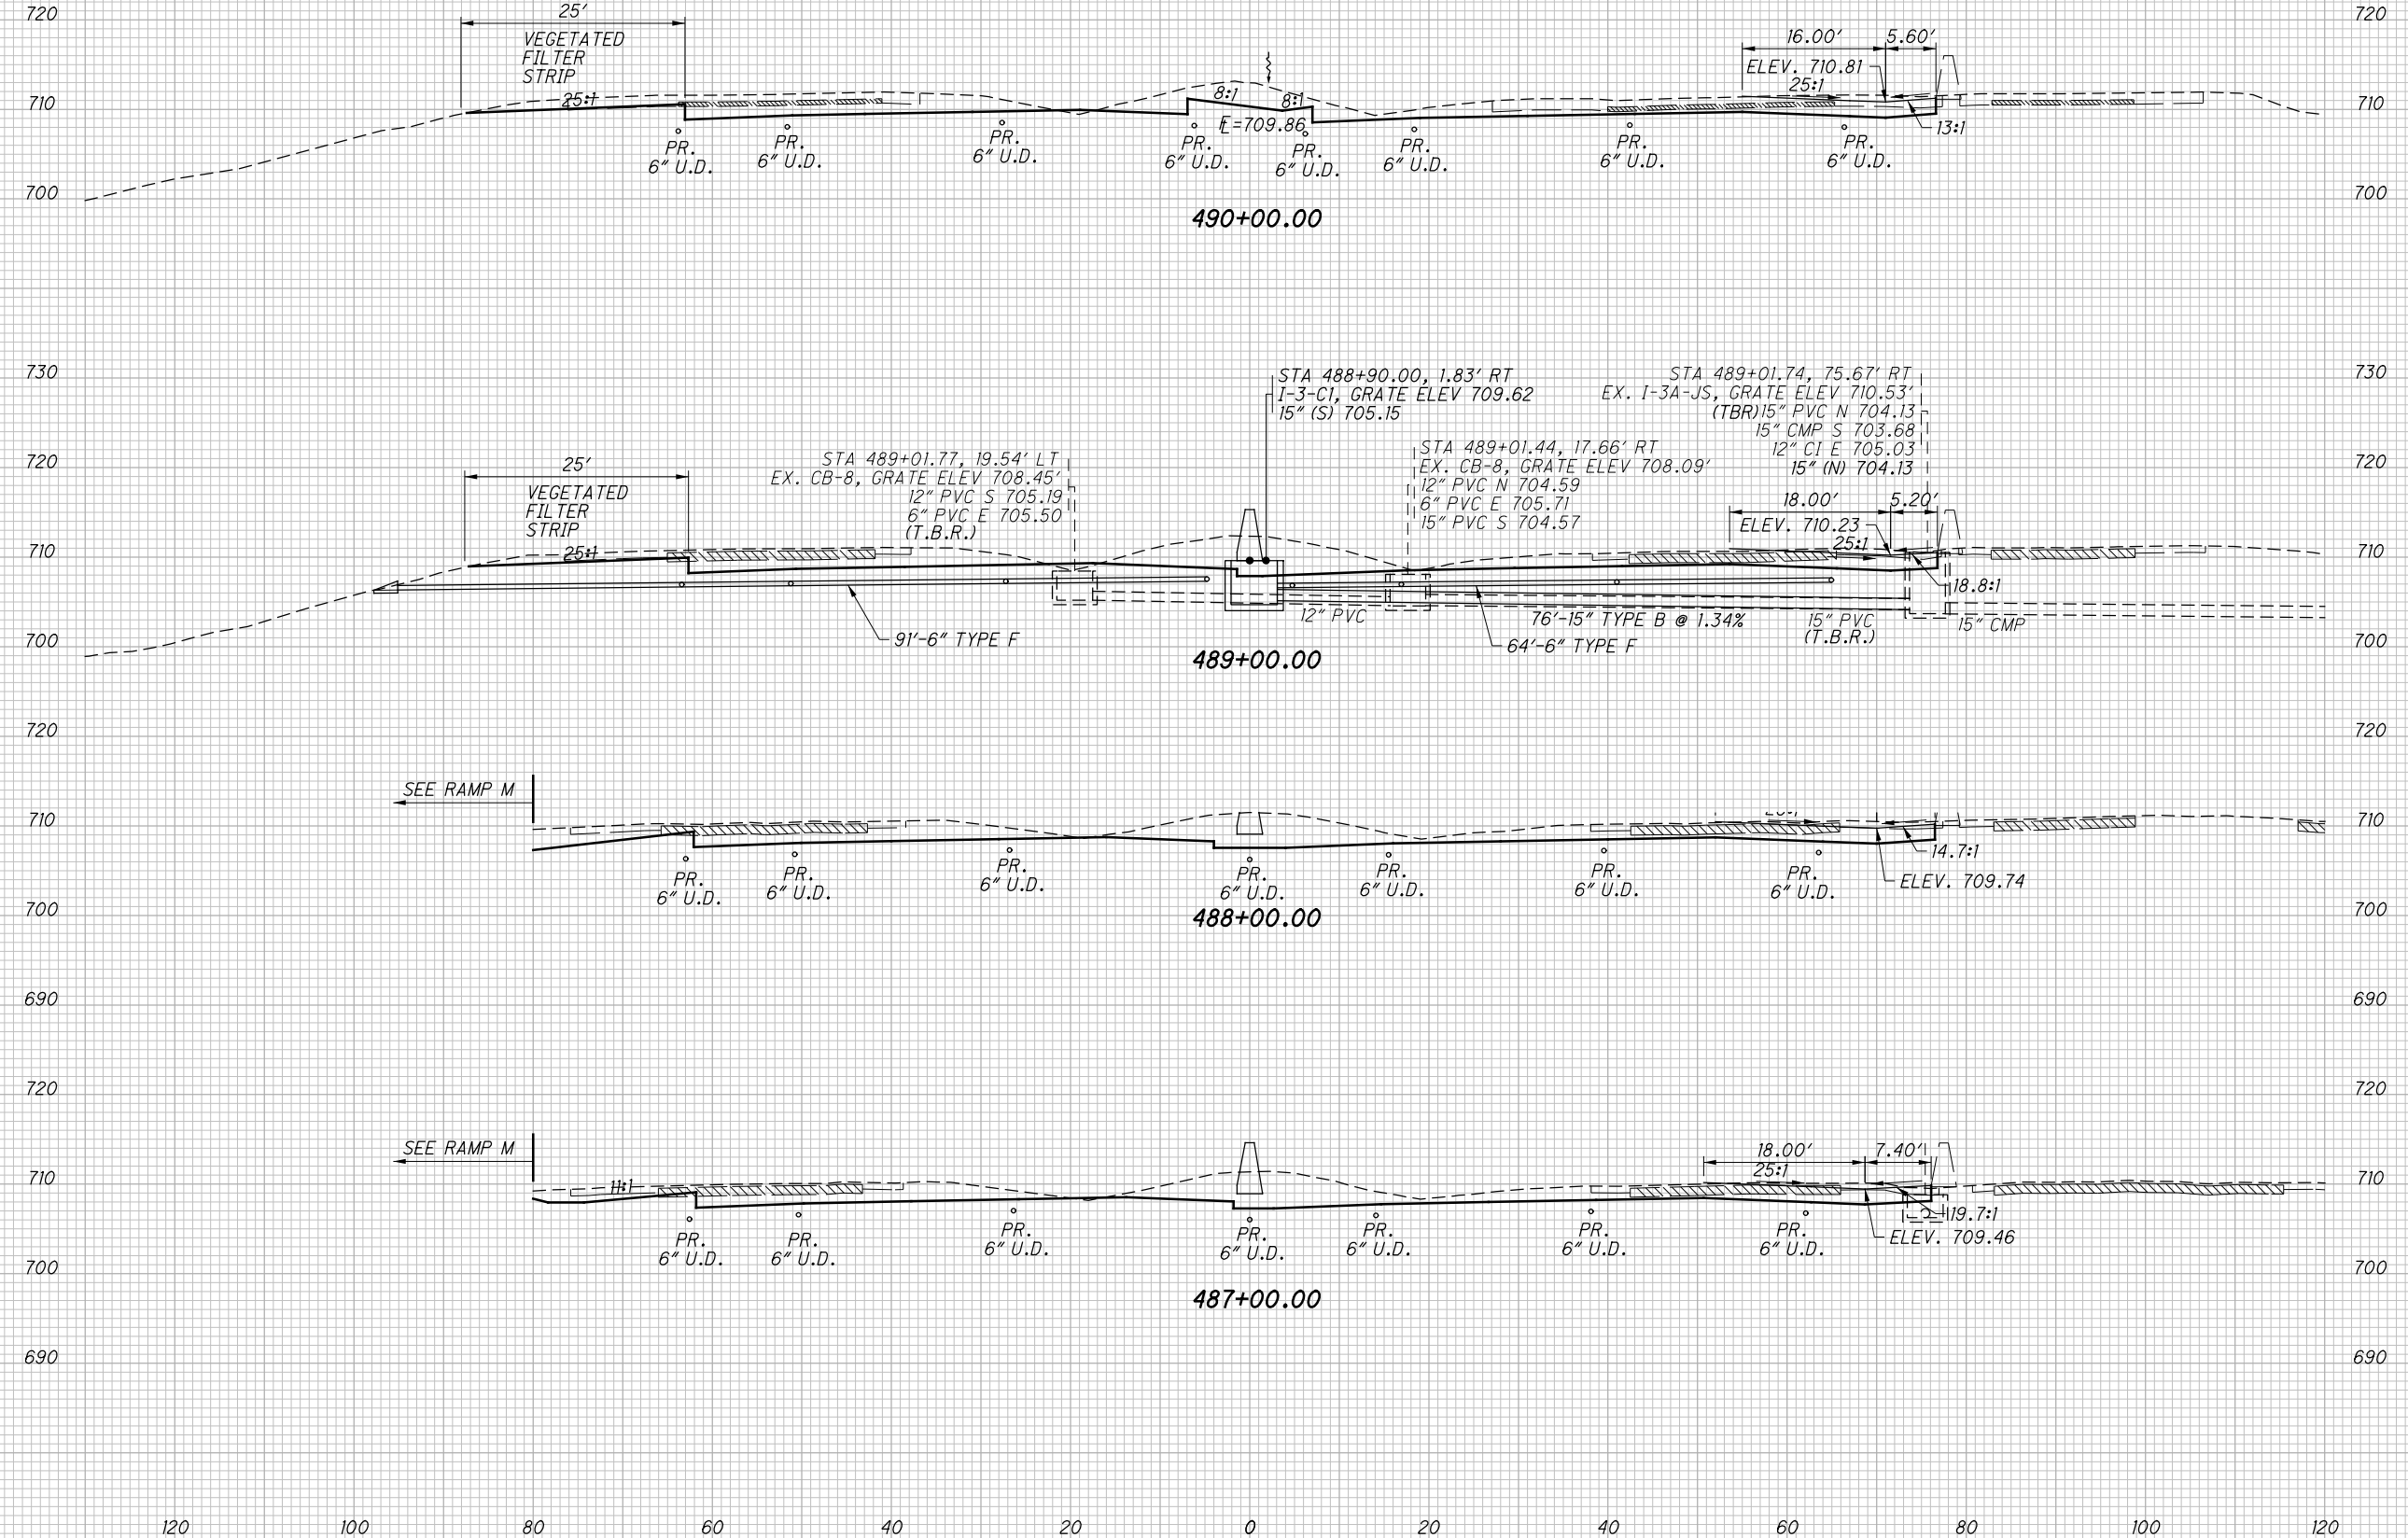 720
25'
VEGETATED
FILTER
STRIP
25:1
8:1
8:1
16.00'
5.60'
ELEV. 710.81
25:1
720
710
13:1
710
=709.86
PR.
6" U.D.
PR.
6" U.D.
PR.
6" U.D.
PR.
6" U.D.
PR.
6" U.D.
PR.
6" U.D.
PR.
6" U.D.
PR.
6" U.D.
700
490+00.00
700
730
STA 488+90.00, 1.83' RT
I-3-C1, GRATE ELEV 709.62
15" (S) 705.15
STA 489+01.74, 75.67' RT
EX. I-3A-JS, GRATE ELEV 710.53'
(TBR)15" PVC N 704.13
15" CMP S 703.68
12" CI E 705.03
15" (N) 704.13
730
720
25'
VEGETATED
FILTER
STRIP
25:1
STA 489+01.77, 19.54' LT
EX. CB-8, GRATE ELEV 708.45'
12" PVC S 705.19
6" PVC E 705.50
(T.B.R.)
STA 489+01.44, 17.66' RT
EX. CB-8, GRATE ELEV 708.09'
12" PVC N 704.59
6" PVC E 705.71
15" PVC S 704.57
18.00'
5.20'
ELEV. 710.23
25:1
720
710
18.8:1
710
91'-6" TYPE F
12" PVC
76'-15" TYPE B @ 1.34%
64'-6" TYPE F
15" PVC
(T.B.R.)
15" CMP
700
489+00.00
700
720
720
SEE RAMP M
710
14.7:1
ELEV. 709.74
710
PR.
6" U.D.
PR.
6" U.D.
PR.
6" U.D.
PR.
6" U.D.
PR.
6" U.D.
PR.
6" U.D.
PR.
6" U.D.
700
488+00.00
700
690
690
720
720
SEE RAMP M
18.00'
7.40'
25:1
710
11:1
19.7:1
ELEV. 709.46
710
PR.
6" U.D.
PR.
6" U.D.
PR.
6" U.D.
PR.
6" U.D.
PR.
6" U.D.
PR.
6" U.D.
PR.
6" U.D.
700
487+00.00
700
690
690
120
100
80
60
40
20
0
20
40
60
80
100
120